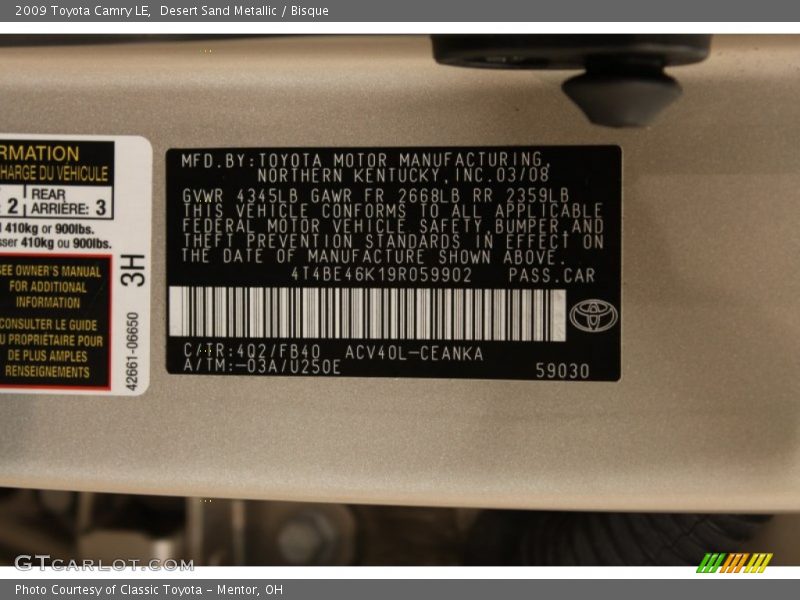 2009 Toyota Camry LE,  Desert Sand Metallic / Bisque
RMATION
HARGE DU VÉHICULE
2 REAR ARRIÈRE: 3
410kg or 900lbs.
sser 410kg ou 900lbs.
SEE OWNER'S MANUAL
FOR ADDITIONAL
INFORMATION
CONSULTER LE GUIDE
U PROPRIÉTAIRE POUR
DE PLUS AMPLES
RENSEIGNEMENTS
3H
42661-06650
MFD.BY:TOYOTA MOTOR MANUFACTURING,
NORTHERN KENTUCKY,INC.03/08
GVWR 4345LB GAWR FR 2668LB RR 2359LB
THIS VEHICLE CONFORMS TO ALL APPLICABLE
FEDERAL MOTOR VEHICLE SAFETY,BUMPER,AND
THEFT PREVENTION STANDARDS IN EFFECT ON
THE DATE OF MANUFACTURE SHOWN ABOVE.
4T4BE46K19R059902 PASS.CAR
C/TR:4Q2/FB40 ACV40L-CEANKA
A/TM:-03A/U250E
59030
GTCARLOT.COM
Photo Courtesy of Classic Toyota - Mentor, OH